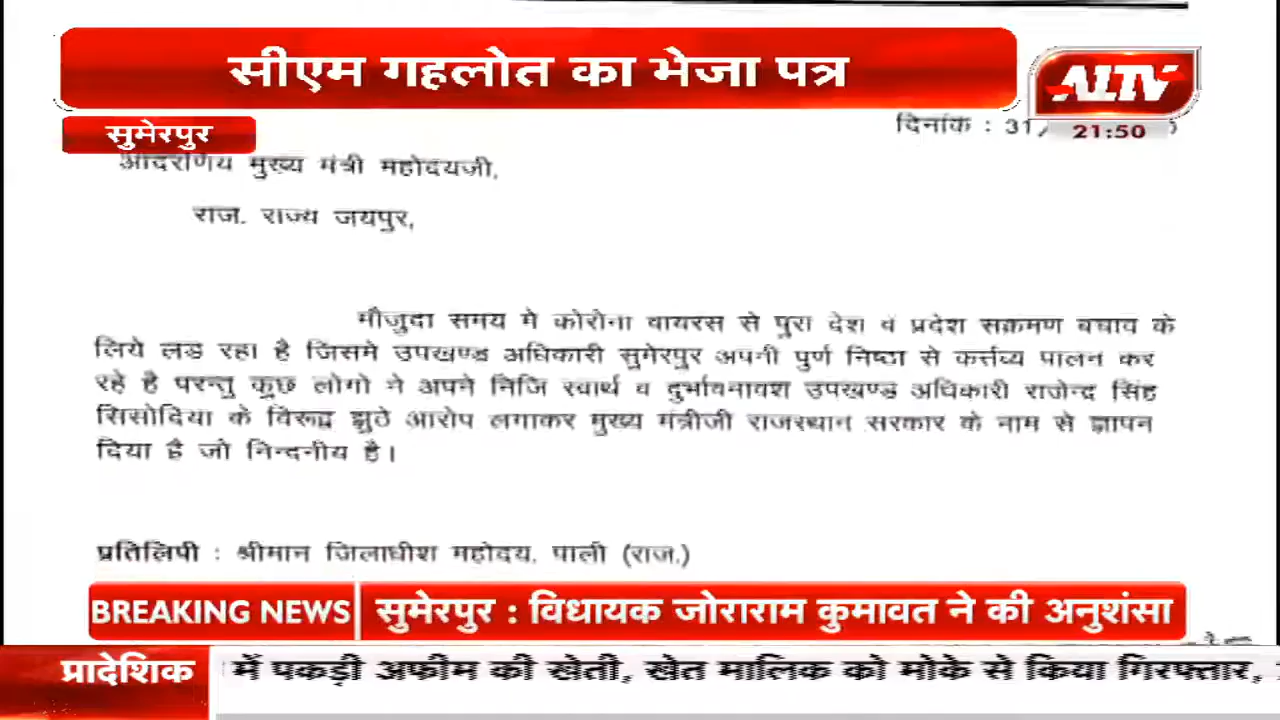 सीएम गहलोत का भेजा पत्र
ALTV
21:50
सुमेरपुर
दिनांक : 31
आदरणिय मुख्य मंत्री महोदयजी,
राज. राज्य जयपुर,
मौजुदा समय मे कोरोना वायरस से पुरा देश व प्रदेश सक्रमण बचाव के
लिये लड रहा है जिसमे उपखण्ड अधिकारी सुमेरपुर अपनी पुर्ण निष्ठा से कर्त्तव्य पालन कर
रहे है परन्तु कुछ लोगो ने अपने निजि स्वार्थ व दुर्भावनावश उपखण्ड अधिकारी राजेन्द्र सिंह
सिसोदिया के विरूद्व झुठे आरोप लगाकर मुख्य मंत्रीजी राजस्थान सरकार के नाम से ज्ञापन
दिया है जो निन्दनीय है।
प्रतिलिपी : श्रीमान जिलाधीश महोदय, पाली (राज.)
BREAKING NEWS सुमेरपुर : विधायक जोराराम कुमावत ने की अनुशंसा
प्रादेशिक में पकड़ी अफीम की खेती, खेत मालिक को मोके से किया गिरफ्तार,